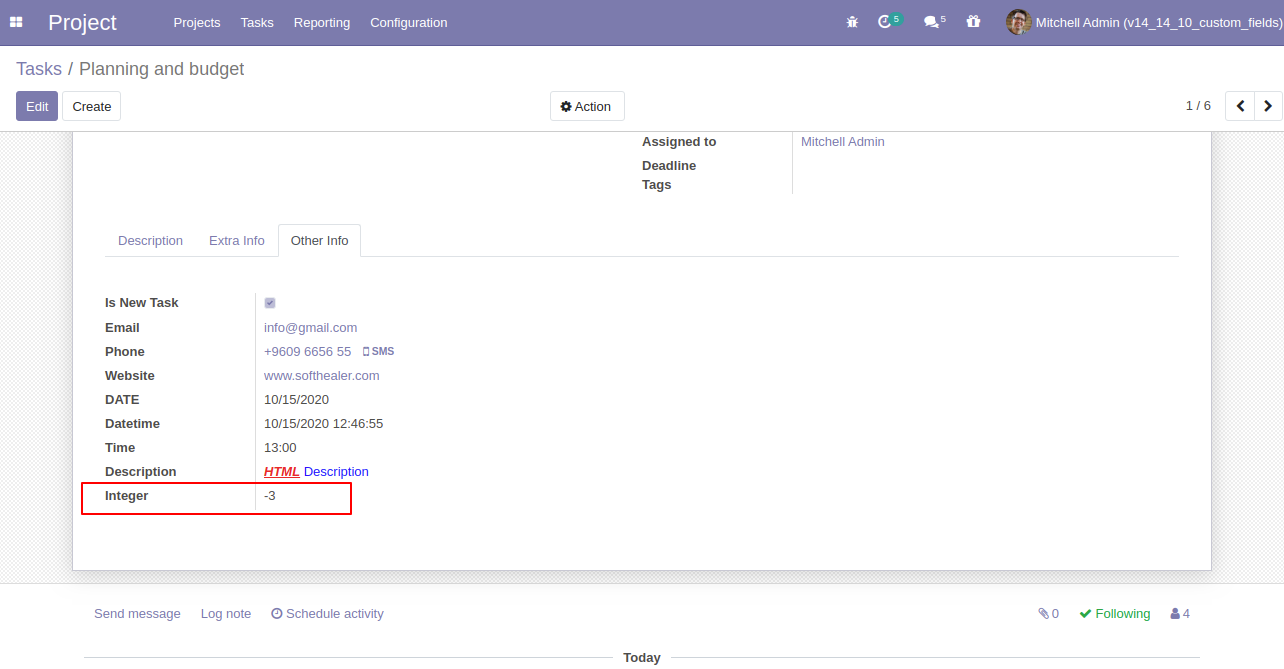 Project Projects Tasks Reporting Configuration 5 5 Mitchell Admin (v14_14_10_custom_fields)
Tasks / Planning and budget
Edit Create Action 1 / 6
Assigned to Mitchell Admin
Deadline
Tags
Description Extra Info Other Info
Is New Task
Email info@gmail.com
Phone +9609 6656 55 SMS
Website www.softhealer.com
DATE 10/15/2020
Datetime 10/15/2020 12:46:55
Time 13:00
Description HTML Description
Integer -3
Send message Log note Schedule activity 0 Following 4
Today